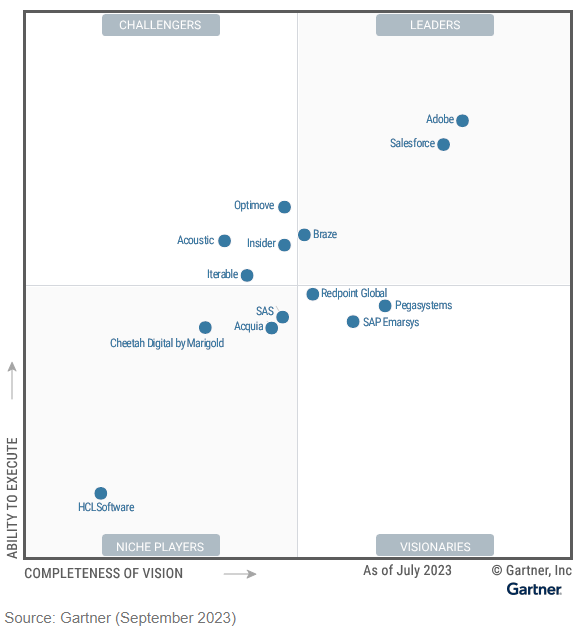 CHALLENGERS
LEADERS
Adobe
Salesforce
Optimove
Braze
Acoustic
Insider
Iterable
Redpoint Global
Pegasystems
SAS
SAP Emarsys
Acquia
Cheetah Digital by Marigold
HCLSoftware
NICHE PLAYERS
VISIONARIES
ABILITY TO EXECUTE
COMPLETENESS OF VISION
As of July 2023
© Gartner, Inc
Gartner
Source: Gartner (September 2023)